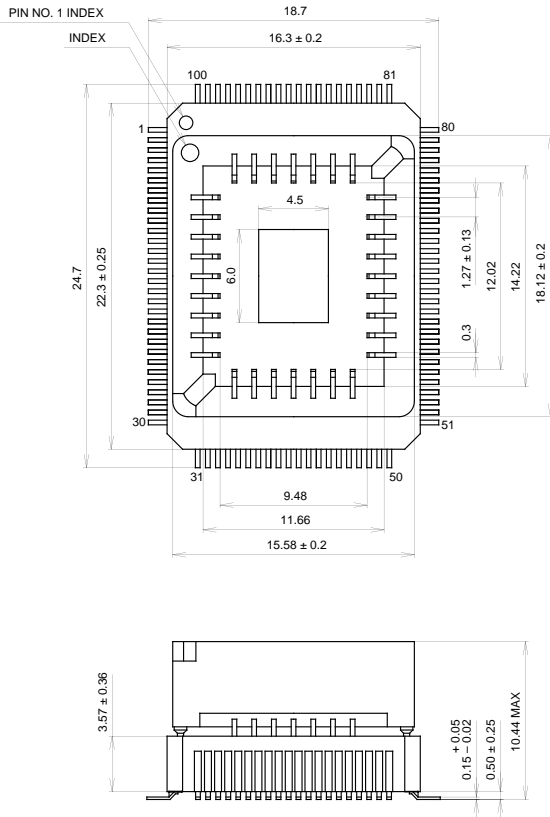 PIN NO. 1 INDEX
18.7
INDEX
16.3 ± 0.2
100
81
1
80
4.5
6.0
24.7
22.3 ± 0.25
1.27 ± 0.13
12.02
14.22
18.12 ± 0.2
0.3
30
51
31
50
9.48
11.66
15.58 ± 0.2
3.57 ± 0.36
+ 0.05
0.15 – 0.02
0.50 ± 0.25
10.44 MAX